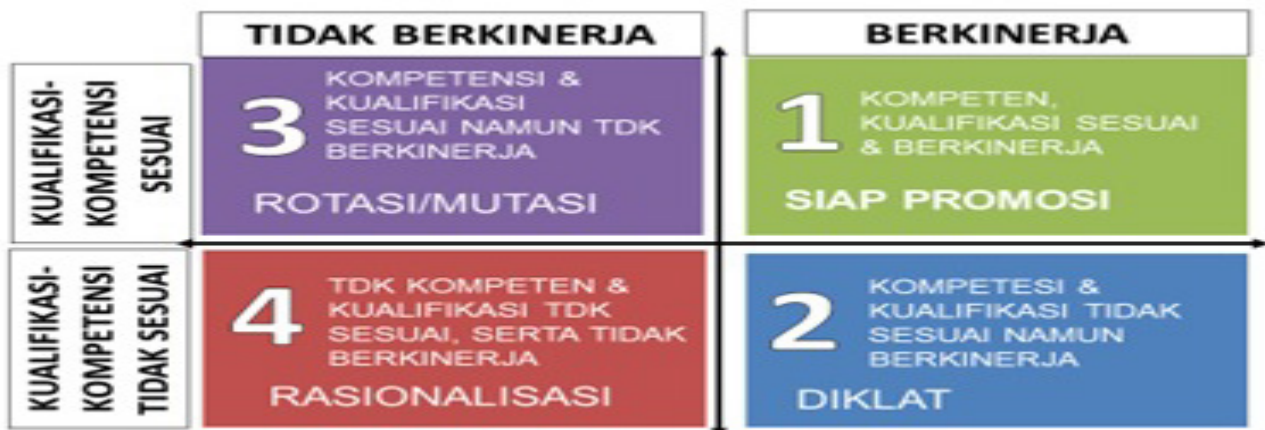 TIDAK BERKINERJA
BERKINERJA
KUALIFIKASI-
KOMPETENSI
SESUAI
3
KOMPETENSI &
KUALIFIKASI
SESUAI NAMUN TDK
BERKINERJA
ROTASI/MUTASI
1
KOMPETEN,
KUALIFIKASI SESUAI
& BERKINERJA
SIAP PROMOSI
KUALIFIKASI-
KOMPETENSI
TIDAK SESUAI
4
TDK KOMPETEN &
KUALIFIKASI TDK
SESUAI, SERTA TIDAK
BERKINERJA
RASIONALISASI
2
KOMPETESI &
KUALIFIKASI TIDAK
SESUAI NAMUN
BERKINERJA
DIKLAT